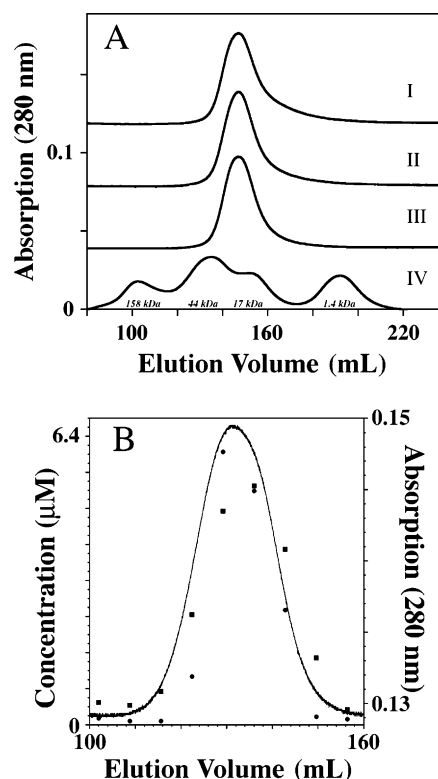 A
Absorption (280 nm)
0.1
0
I
II
III
IV
158 kDa 44 kDa 17 kDa 1.4 kDa
100 160 220
Elution Volume (mL)
B
Concentration (μM)
6.4
0
0.15
0.13
Absorption (280 nm)
100 160
Elution Volume (mL)